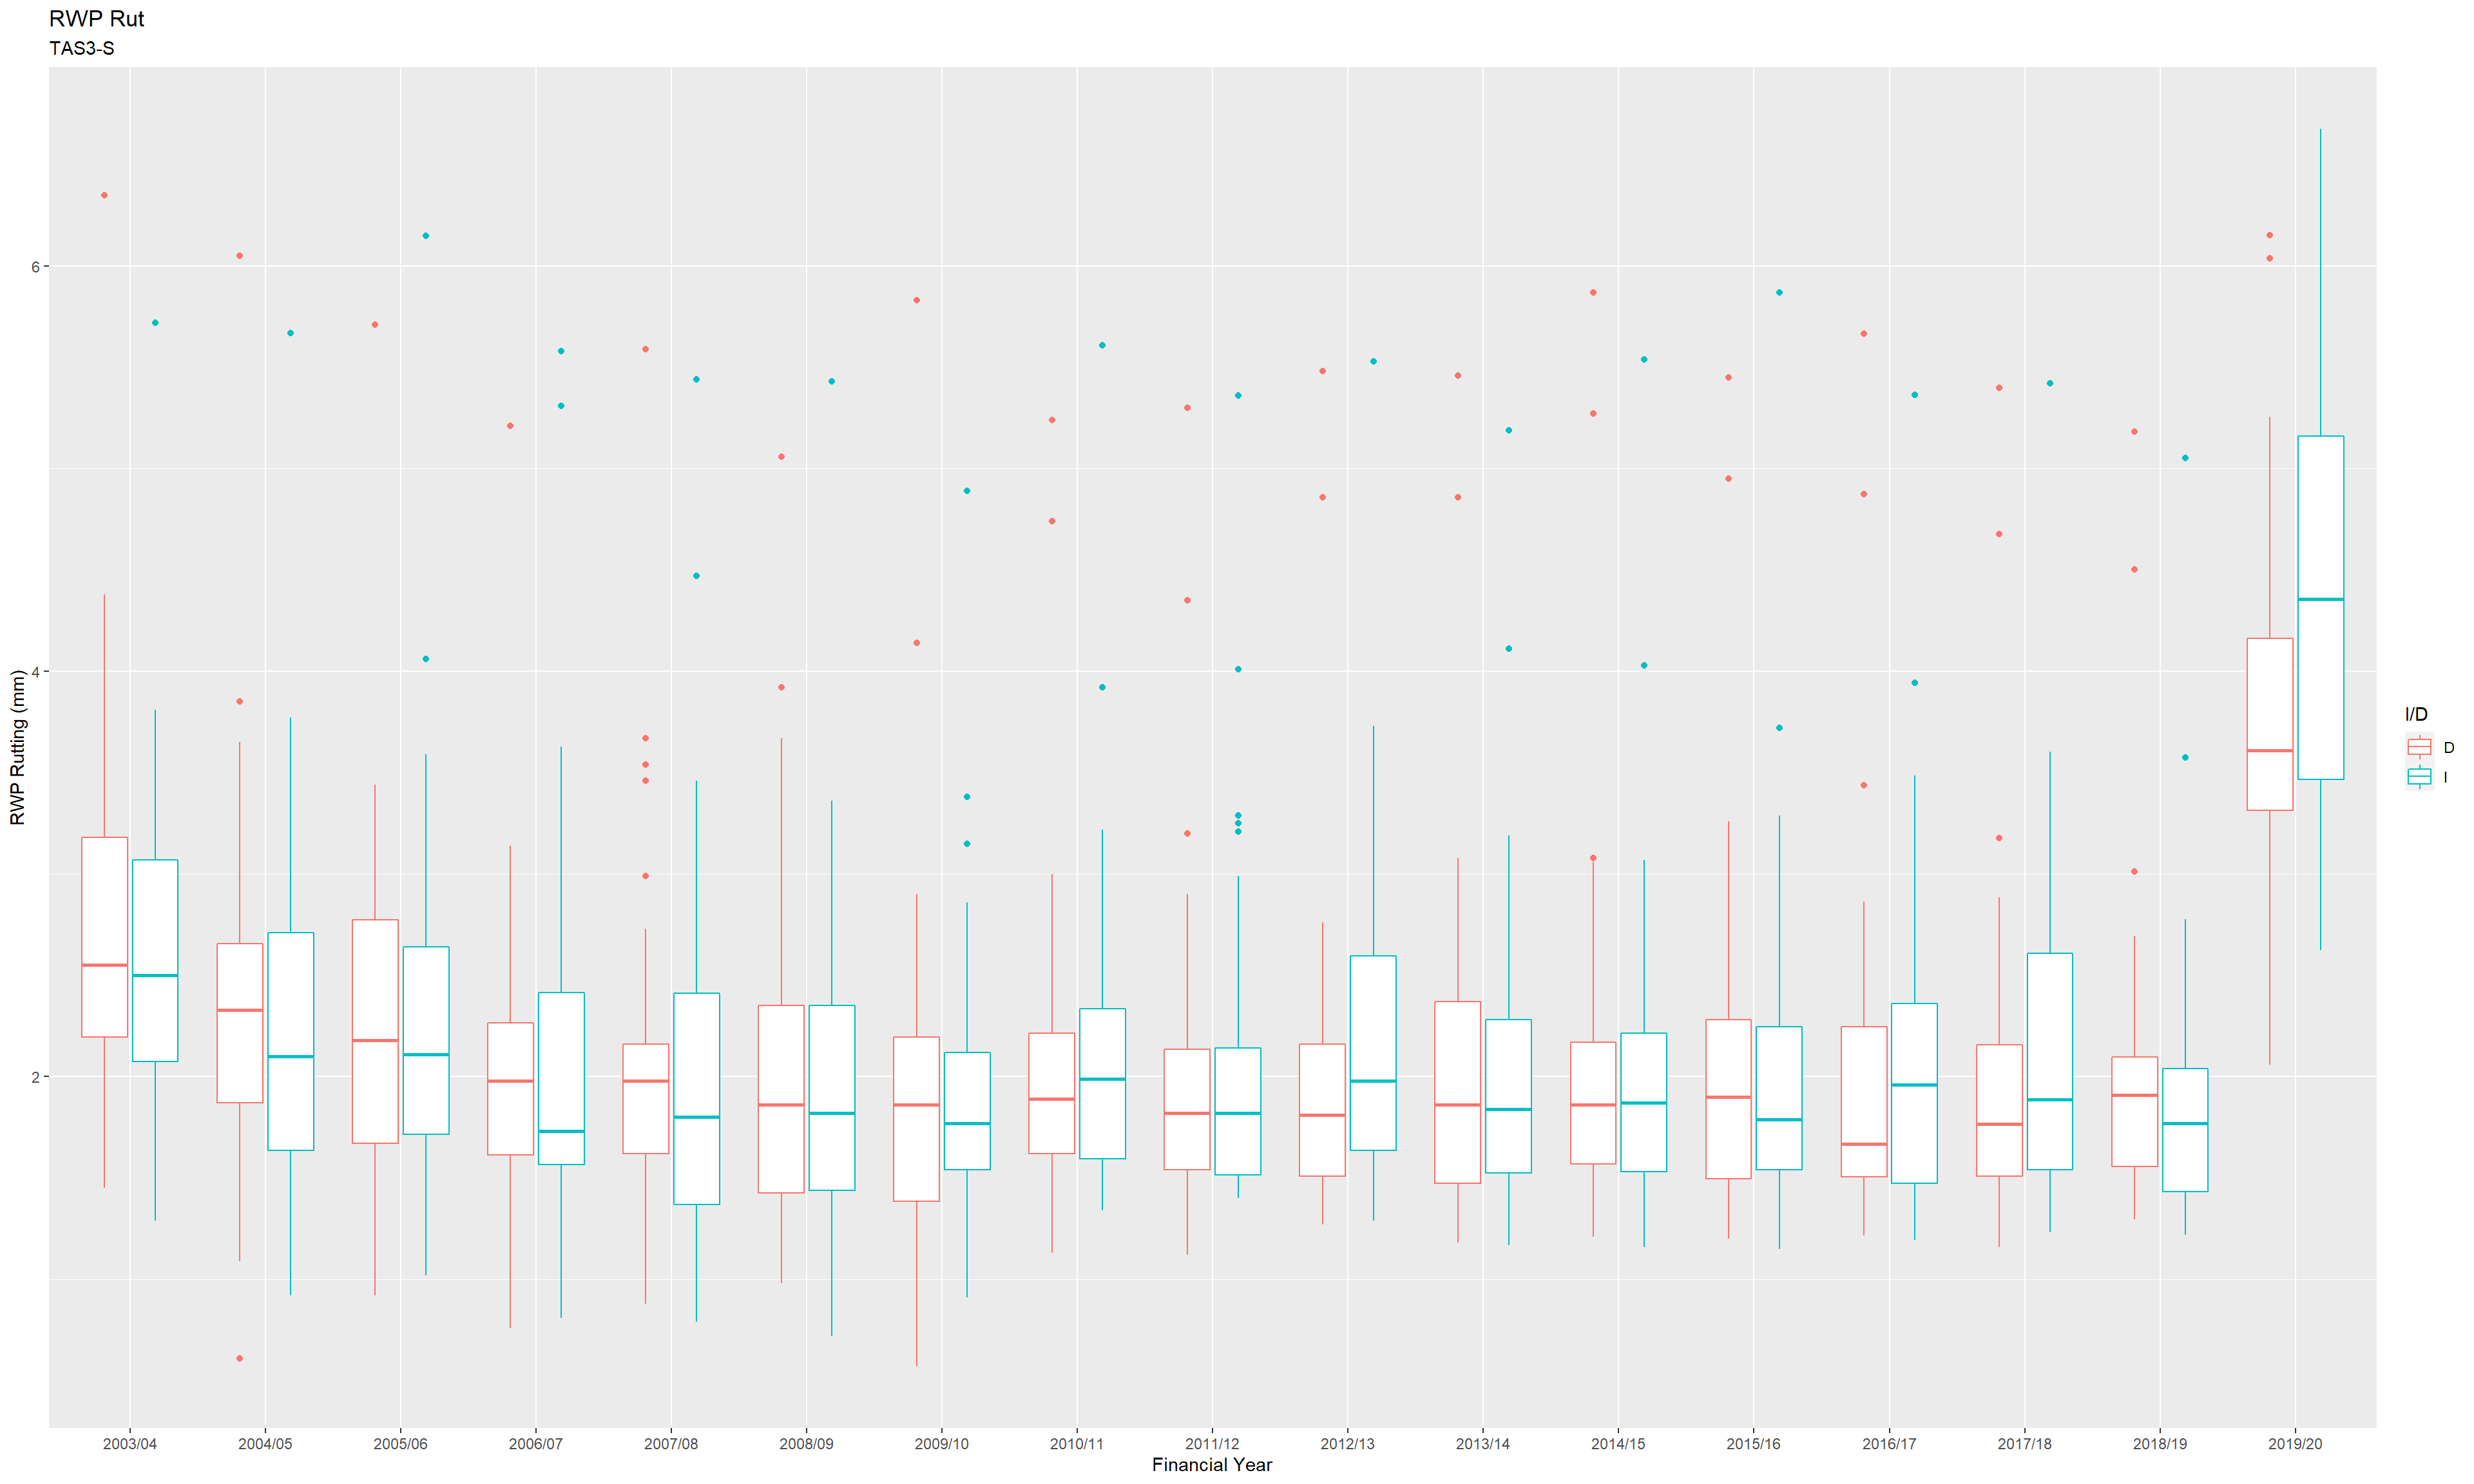 RWP Rut
TAS3-S
RWP Rutting (mm)
6
4
2
2003/04 2004/05 2005/06 2006/07 2007/08 2008/09 2009/10 2010/11 2011/12 2012/13 2013/14 2014/15 2015/16 2016/17 2017/18 2018/19 2019/20
Financial Year
I/D
D
I